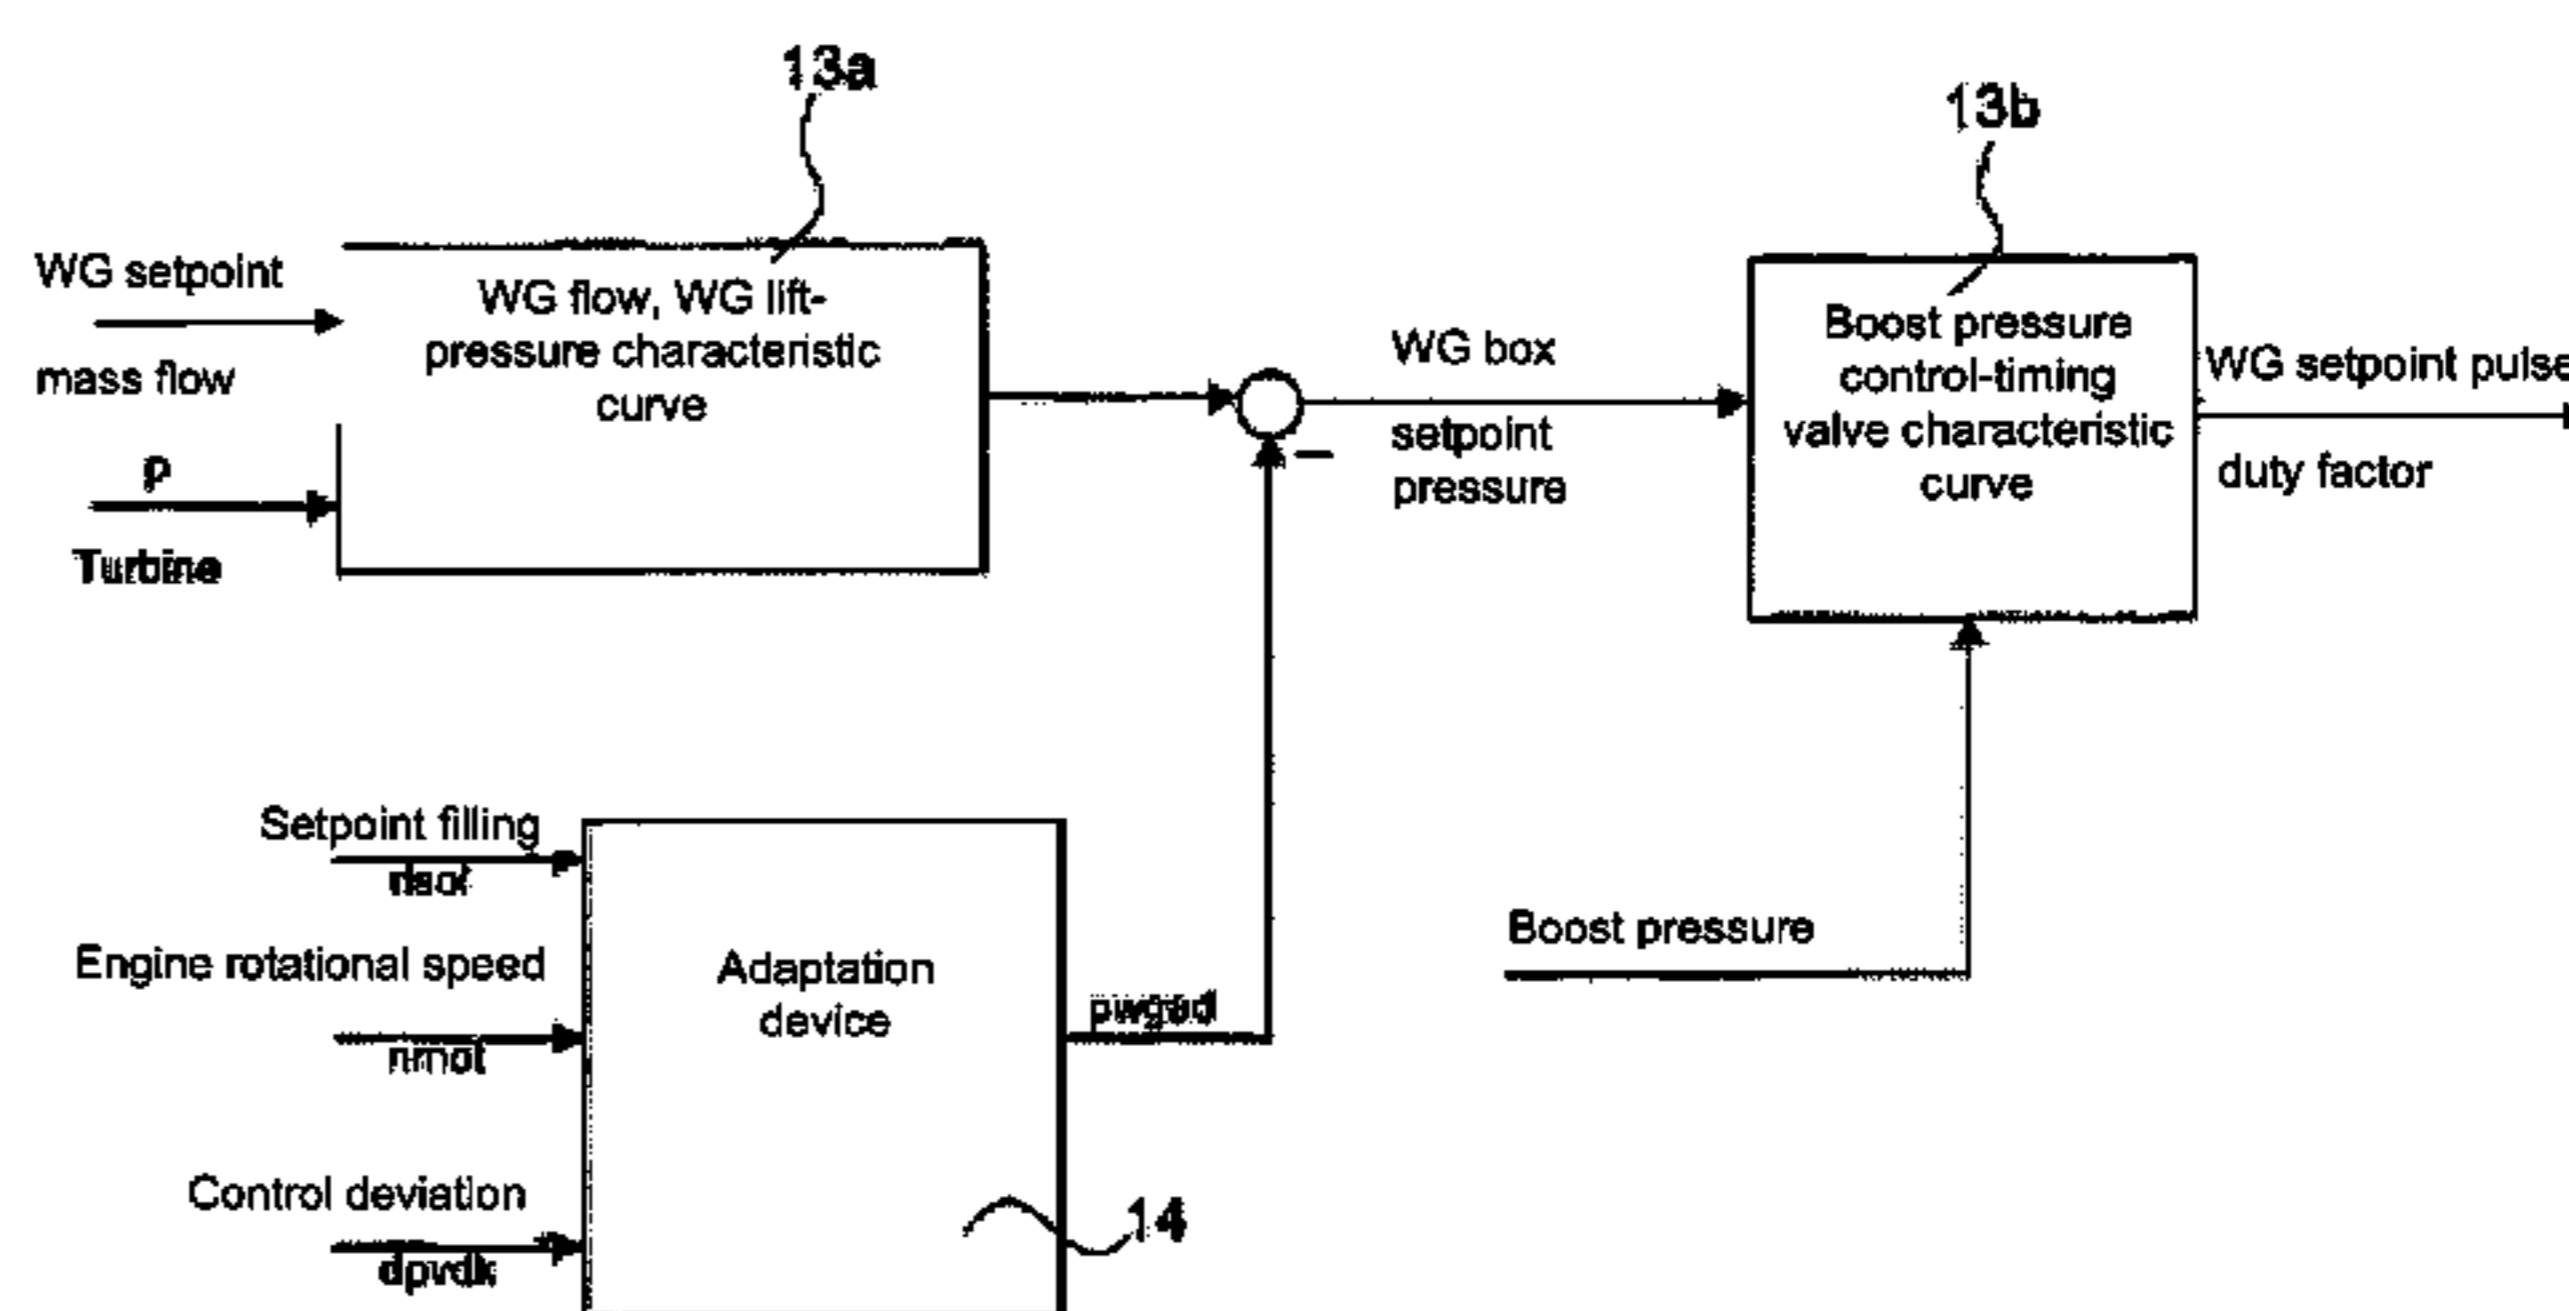 13a
13b
WG setpoint
mass flow
p
Turbine
WG flow, WG lift-
pressure characteristic
curve
WG box
setpoint
pressure
Boost pressure
control-timing
valve characteristic
curve
WG setpoint pulse
duty factor
Setpoint filling
Engine rotational speed
nmot
Control deviation
dpvdk
Adaptation
device
pwgad
14
Boost pressure